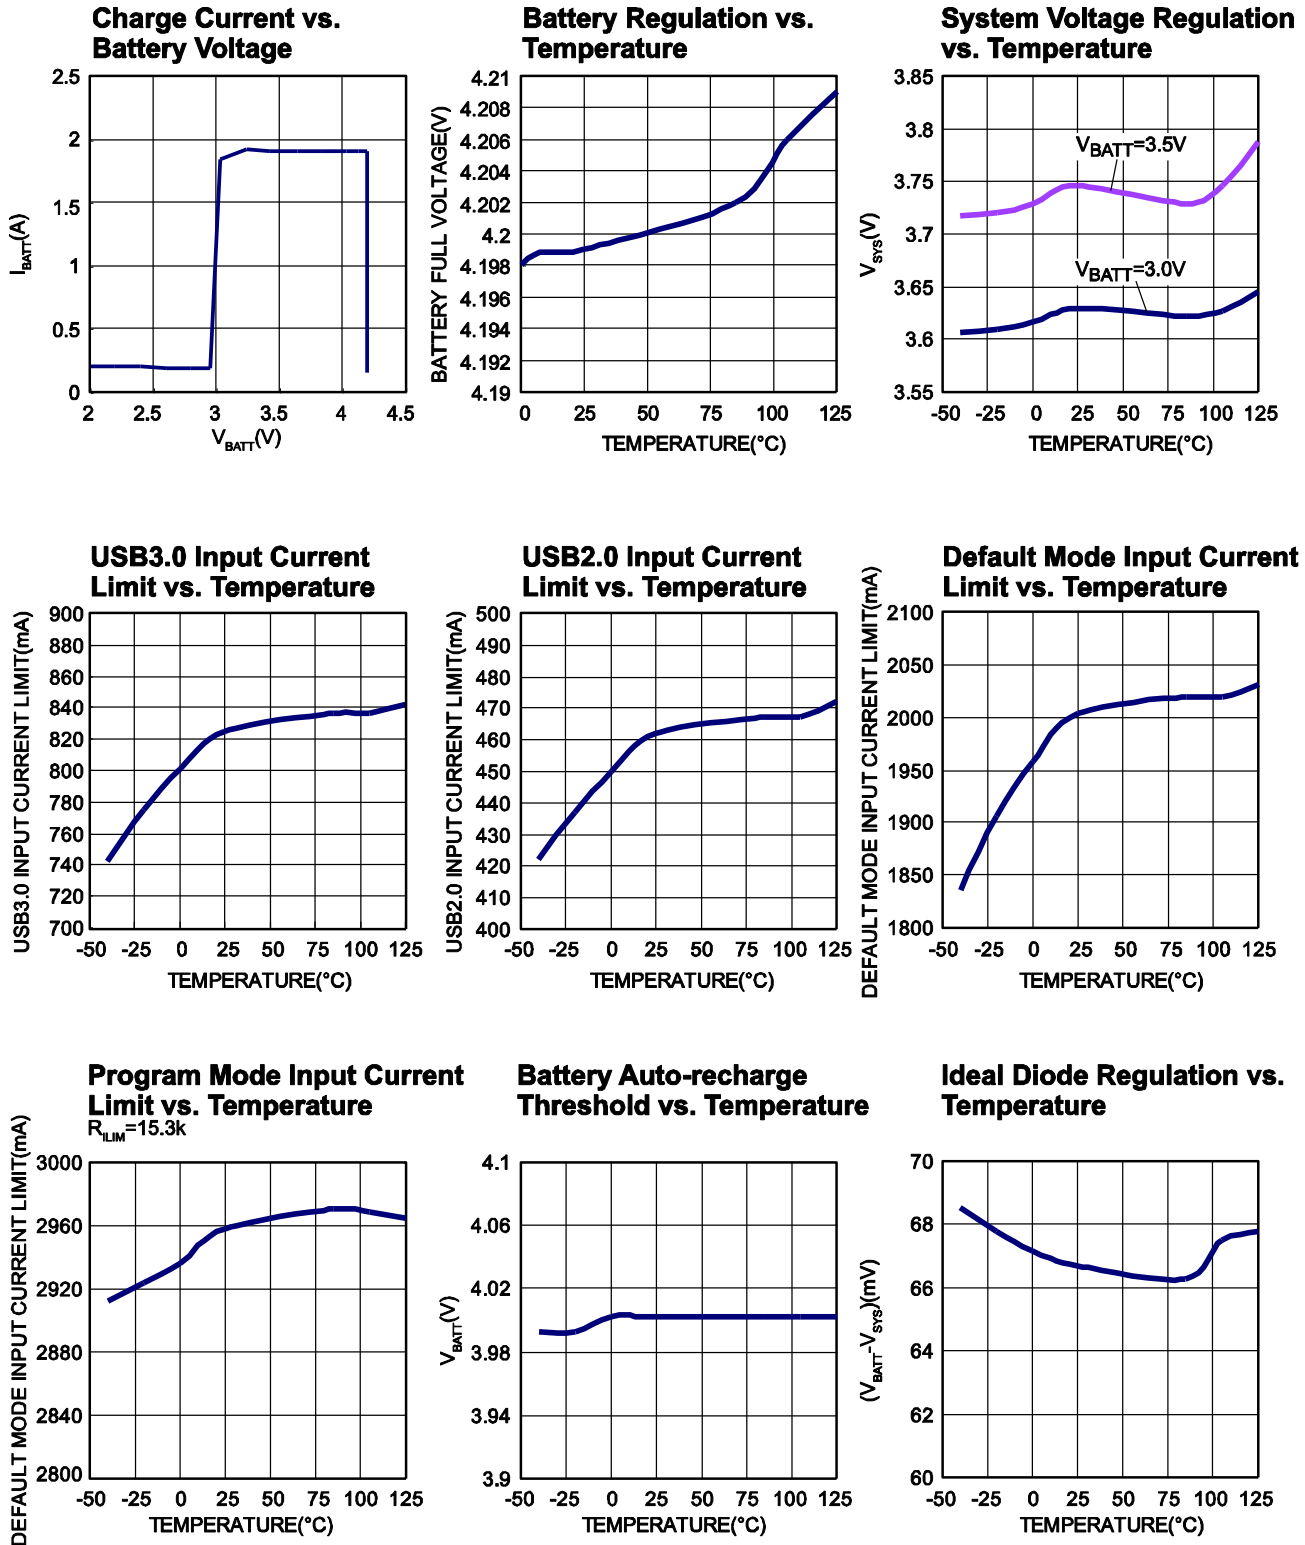 Charge Current vs.
Battery Voltage
2.5
2
1.5
1
0.5
0
2 2.5 3 3.5 4 4.5
IBATT(A)
VBATT(V)
Battery Regulation vs.
Temperature
4.21
4.208
4.206
4.204
4.202
4.2
4.198
4.196
4.194
4.192
4.19
0 25 50 75 100 125
BATTERY FULL VOLTAGE(V)
TEMPERATURE(°C)
System Voltage Regulation
vs. Temperature
3.85
3.8
3.75
3.7
3.65
3.6
3.55
-50 -25 0 25 50 75 100 125
VBATT=3.5V
VBATT=3.0V
VSYS(V)
TEMPERATURE(°C)
USB3.0 Input Current
Limit vs. Temperature
900
880
860
840
820
800
780
760
740
720
700
-50 -25 0 25 50 75 100 125
USB3.0 INPUT CURRENT LIMIT(mA)
TEMPERATURE(°C)
USB2.0 Input Current
Limit vs. Temperature
500
490
480
470
460
450
440
430
420
410
400
-50 -25 0 25 50 75 100 125
USB2.0 INPUT CURRENT LIMIT(mA)
TEMPERATURE(°C)
Default Mode Input Current
Limit vs. Temperature
2100
2050
2000
1950
1900
1850
1800
-50 -25 0 25 50 75 100 125
DEFAULT MODE INPUT CURRENT LIMIT(mA)
TEMPERATURE(°C)
Program Mode Input Current
Limit vs. Temperature
RILIM=15.3k
3000
2960
2920
2880
2840
2800
-50 -25 0 25 50 75 100 125
DEFAULT MODE INPUT CURRENT LIMIT(mA)
TEMPERATURE(°C)
Battery Auto-recharge
Threshold vs. Temperature
4.1
4.06
4.02
3.98
3.94
3.9
-50 -25 0 25 50 75 100 125
VBATT(V)
TEMPERATURE(°C)
Ideal Diode Regulation vs.
Temperature
70
68
66
64
62
60
-50 -25 0 25 50 75 100 125
(VBATT-VSYS)(mV)
TEMPERATURE(°C)